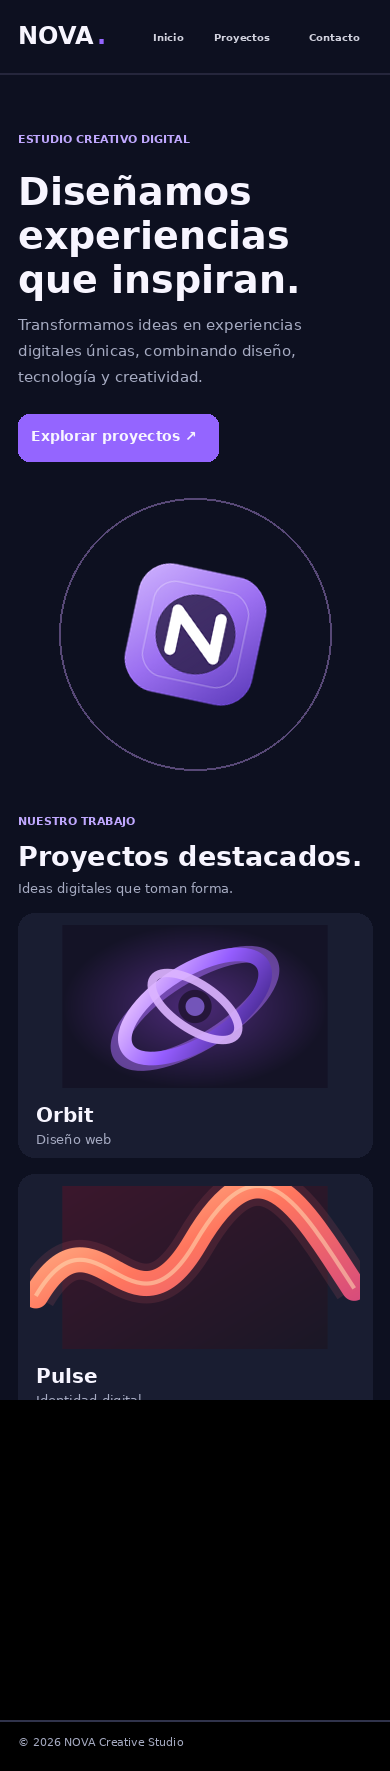 NOVA.
Inicio Proyectos Contacto
ESTUDIO CREATIVO DIGITAL
Diseñamos
experiencias
que inspiran.
Transformamos ideas en experiencias
digitales únicas, combinando diseño,
tecnología y creatividad.
Explorar proyectos ↗
N
NUESTRO TRABAJO
Proyectos destacados.
Ideas digitales que toman forma.
Orbit
Diseño web
Pulse
Identidad digital
© 2026 NOVA Creative Studio